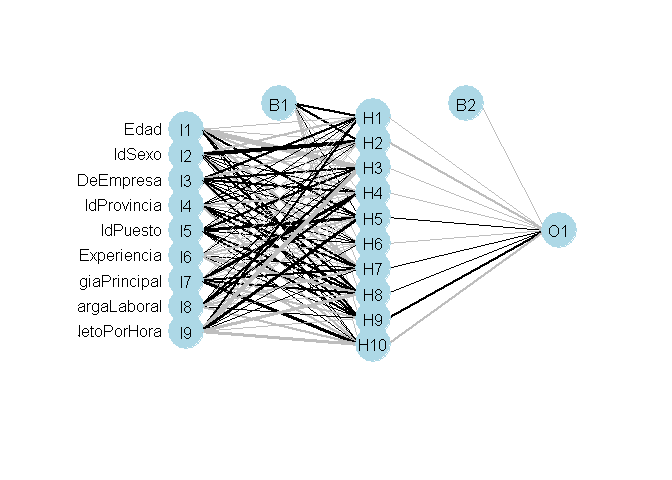 B1
B2
Edad
I1
H1
IdSexo
I2
H2
DeEmpresa
I3
H3
IdProvincia
I4
H4
IdPuesto
I5
H5
O1
Experiencia
I6
H6
giaPrincipal
I7
H7
argaLaboral
I8
H8
letoPorHora
I9
H9
H10